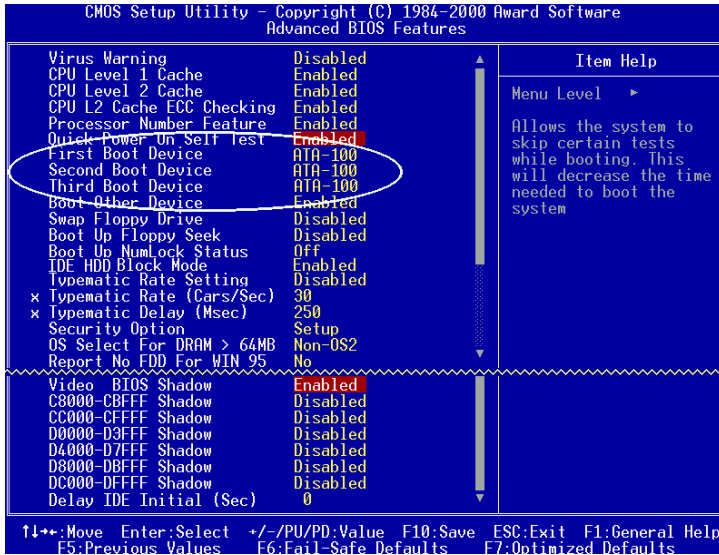 CMOS Setup Utility - Copyright (C) 1984-2000 Award Software
Advanced BIOS Features
Virus Warning Disabled
CPU Level 1 Cache Enabled
CPU Level 2 Cache Enabled
CPU L2 Cache ECC Checking Enabled
Processor Number Feature Enabled
Quick Power On Self Test Enabled
First Boot Device ATA-100
Second Boot Device ATA-100
Third Boot Device ATA-100
Boot Other Device Enabled
Swap Floppy Drive Disabled
Boot Up Floppy Seek Disabled
Boot Up NumLock Status Off
IDE HDD Block Mode Enabled
Typematic Rate Setting Disabled
x Typematic Rate (Cars/Sec) 30
x Typematic Delay (Msec) 250
Security Option Setup
OS Select For DRAM > 64MB Non-OS2
Report No FDD For WIN 95 No
Video BIOS Shadow Enabled
C8000-CBFFF Shadow Disabled
CC000-CFFFF Shadow Disabled
D0000-D3FFF Shadow Disabled
D4000-D7FFF Shadow Disabled
D8000-DBFFF Shadow Disabled
DC000-DFFFF Shadow Disabled
Delay IDE Initial (Sec) 0
Item Help
Menu Level ►
Allows the system to
skip certain tests
while booting. This
will decrease the time
needed to boot the
system
↑↓→←:Move Enter:Select +/-/PU/PD:Value F10:Save ESC:Exit F1:General Help
F5:Previous Values F6:Fail-Safe Defaults F7:Optimized Defaults